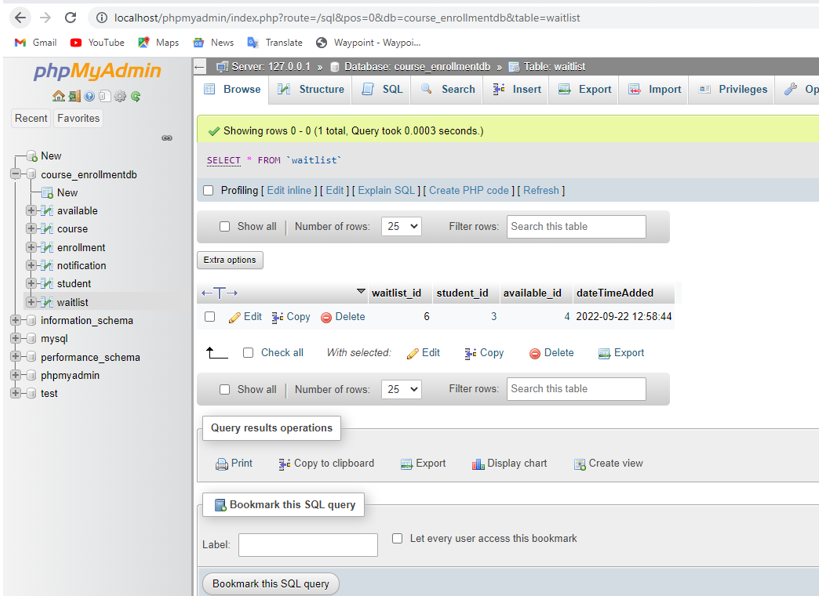 localhost/phpmyadmin/index.php?route=/sql&pos=0&db=course_enrollmentdb&table=waitlist
Gmail YouTube Maps News Translate Waypoint - Waypoi...
phpMyAdmin
Recent Favorites
New
course_enrollmentdb
New
available
course
enrollment
notification
student
waitlist
information_schema
mysql
performance_schema
phpmyadmin
test
Server: 127.0.0.1 » Database: course_enrollmentdb » Table: waitlist
Browse Structure SQL Search Insert Export Import Privileges Op
Showing rows 0 - 0 (1 total, Query took 0.0003 seconds.)
SELECT * FROM `waitlist`
Profiling [ Edit inline ] [ Edit ] [ Explain SQL ] [ Create PHP code ] [ Refresh ]
Show all Number of rows: 25 Filter rows: Search this table
Extra options
←T→ waitlist_id student_id available_id dateTimeAdded
Edit Copy Delete 6 3 4 2022-09-22 12:58:44
Check all With selected: Edit Copy Delete Export
Show all Number of rows: 25 Filter rows: Search this table
Query results operations
Print Copy to clipboard Export Display chart Create view
Bookmark this SQL query
Label: Let every user access this bookmark
Bookmark this SQL query